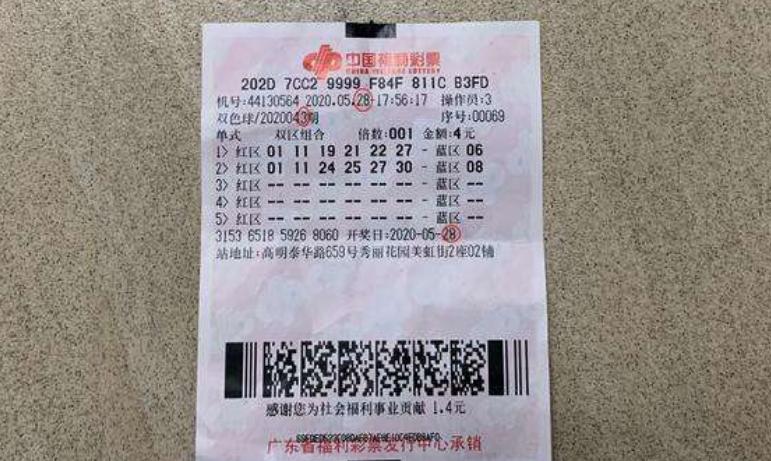 中国福利彩票
CHINA WELFARE LOTTERY
202D 7CC2 9999 F84F 811C B3FD
机号:44130564 2020.05.28-17:56:17 操作员:3
双色球/2020043期 序号:00069
单式 双区组合 倍数:001 金额:4元
1> 红区 01 11 19 21 22 27 - 蓝区 06
2> 红区 01 11 24 25 27 30 - 蓝区 08
3> 红区 -- -- -- -- -- -- - 蓝区 --
4> 红区 -- -- -- -- -- -- - 蓝区 --
5> 红区 -- -- -- -- -- -- - 蓝区 --
3153 6518 5926 8060 开奖日:2020-05-28
站地址:高明泰华路659号秀丽花园美虹街2座02铺
感谢您为社会福利事业贡献 1.4元
广东省福利彩票发行中心承销